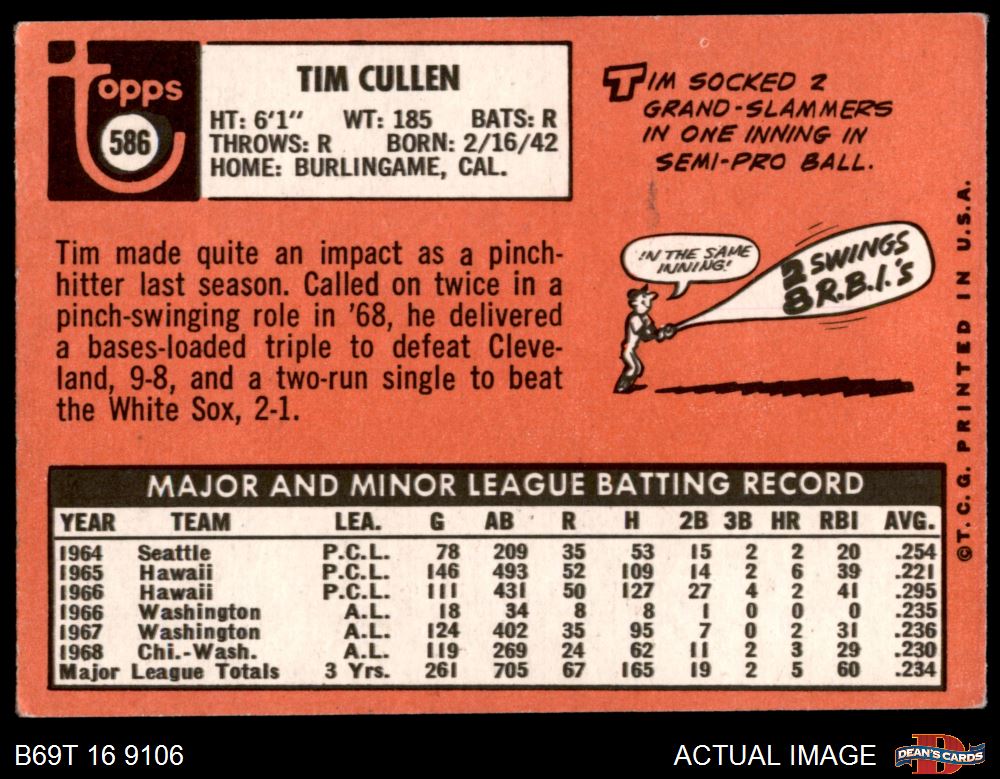 topps
586
TIM CULLEN
HT: 6'1" WT: 185 BATS: R
THROWS: R BORN: 2/16/42
HOME: BURLINGAME, CAL.
TIM SOCKED 2
GRAND-SLAMMERS
IN ONE INNING IN
SEMI-PRO BALL.
IN THE SAME
INNING!
2 SWINGS
8 R.B.I.'S
Tim made quite an impact as a pinch-
hitter last season. Called on twice in a
pinch-swinging role in '68, he delivered
a bases-loaded triple to defeat Cleve-
land, 9-8, and a two-run single to beat
the White Sox, 2-1.
MAJOR AND MINOR LEAGUE BATTING RECORD
YEAR TEAM LEA. G AB R H 2B 3B HR RBI AVG.
1964 Seattle P.C.L. 78 209 35 53 15 2 2 20 .254
1965 Hawaii P.C.L. 146 493 52 109 14 2 6 39 .221
1966 Hawaii P.C.L. 111 431 50 127 27 4 2 41 .295
1966 Washington A.L. 18 34 8 8 1 0 0 0 .235
1967 Washington A.L. 124 402 35 95 7 0 2 31 .236
1968 Chi.-Wash. A.L. 119 269 24 62 11 2 3 29 .230
Major League Totals 3 Yrs. 261 705 67 165 19 2 5 60 .234
©T.C.G. PRINTED IN U.S.A.
B69T 16 9106
ACTUAL IMAGE
D
DEAN'S CARDS